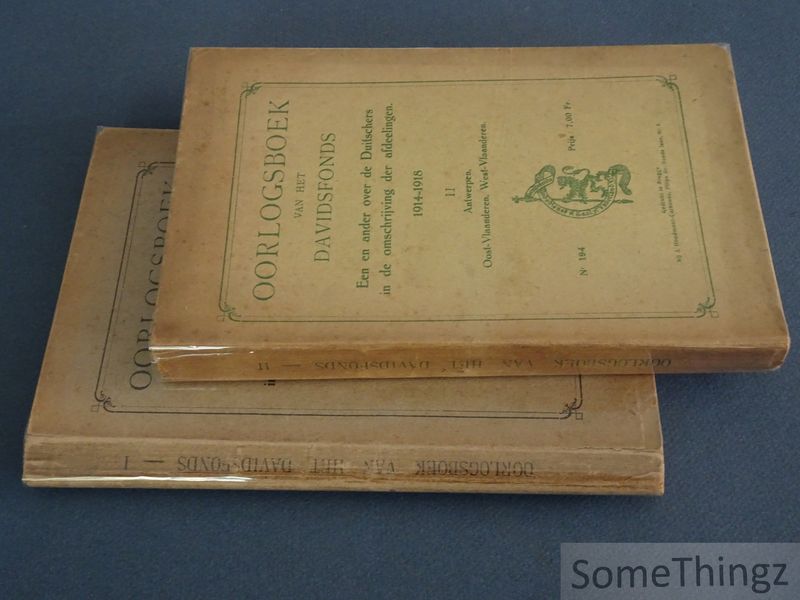 OORLOGSBOEK
VAN HET
DAVIDSFONDS
Een en ander over de Duitschers
in de omschrijving der afdeelingen.
1914-1918
II
Antwerpen.
Oost-Vlaanderen. West-Vlaanderen.
Nr 194
Prijs 7,00 Fr.
OORLOGSBOEK VAN HET DAVIDSFONDS — II
OORLOGSBOEK
OORLOGSBOEK VAN HET DAVIDSFONDS — I
SomeThingz